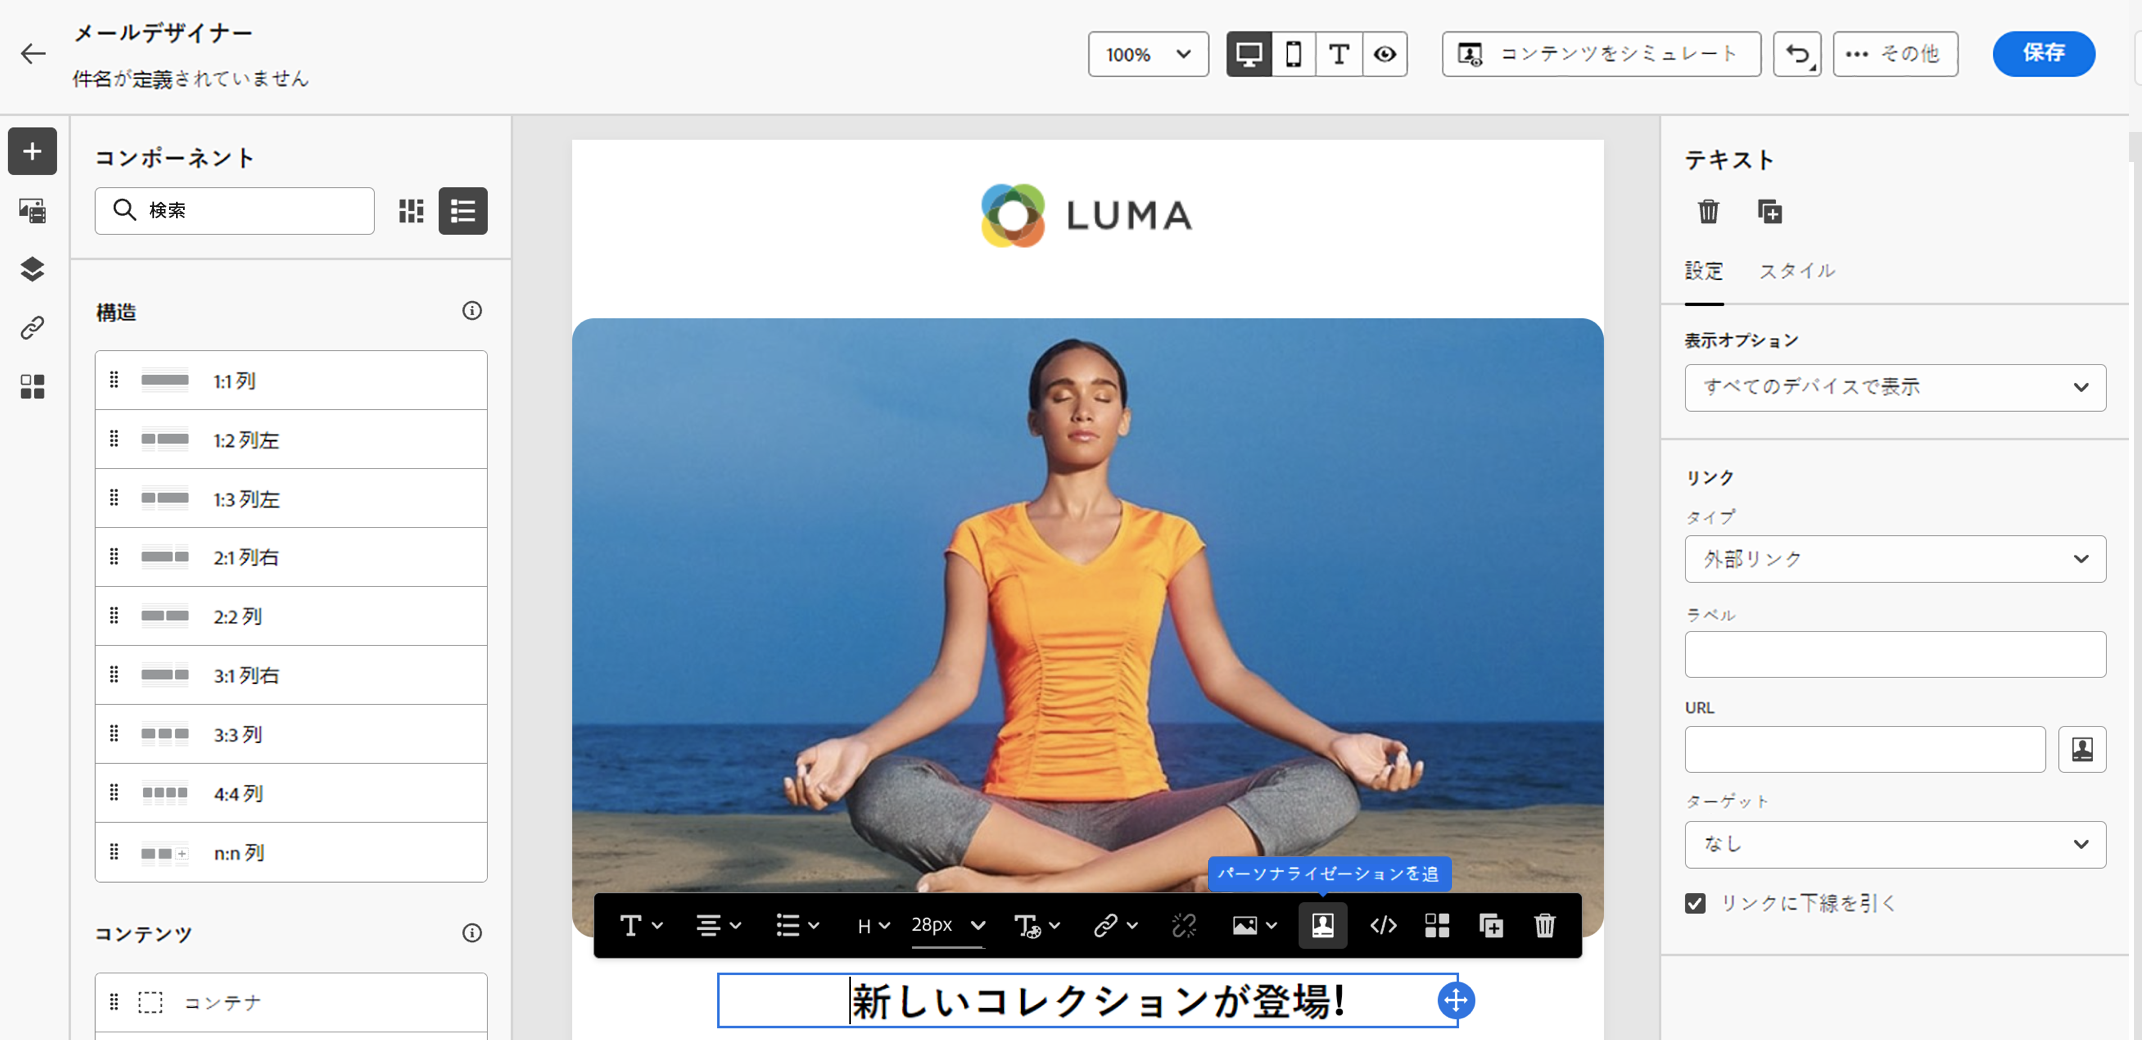 メールデザイナー
件名が定義されていません
100%
コンテンツをシミュレート
その他
保存
コンポーネント
検索
構造
1:1 列
1:2 列左
1:3 列左
2:1 列右
2:2 列
3:1 列右
3:3 列
4:4 列
n:n 列
コンテンツ
コンテナ
LUMA
パーソナライゼーションを追
H
28px
新しいコレクションが登場!
テキスト
設定
スタイル
表示オプション
すべてのデバイスで表示
リンク
タイプ
外部リンク
ラベル
URL
ターゲット
なし
リンクに下線を引く